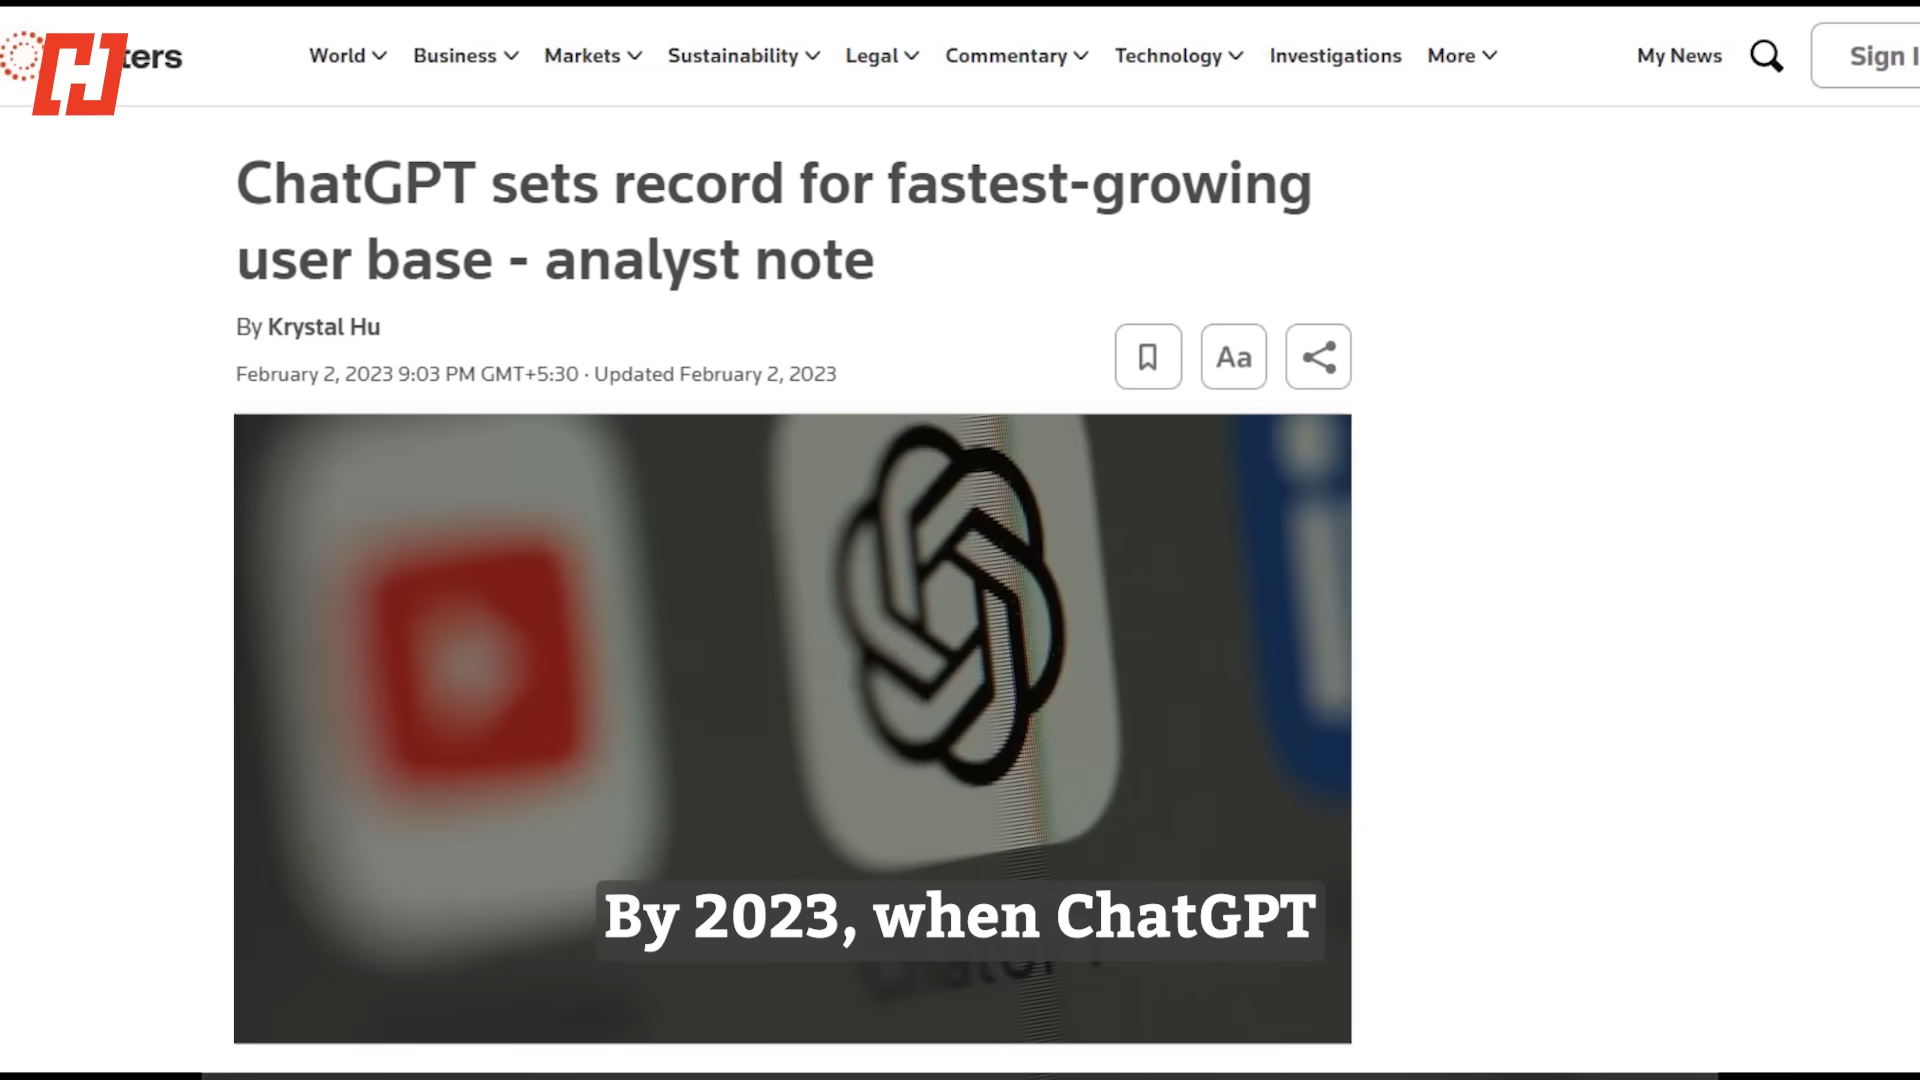 ters
World Business Markets Sustainability Legal Commentary Technology Investigations More My News Sign I
ChatGPT sets record for fastest-growing
user base - analyst note
By Krystal Hu
February 2, 2023 9:03 PM GMT+5:30 · Updated February 2, 2023
Aa
By 2023, when ChatGPT